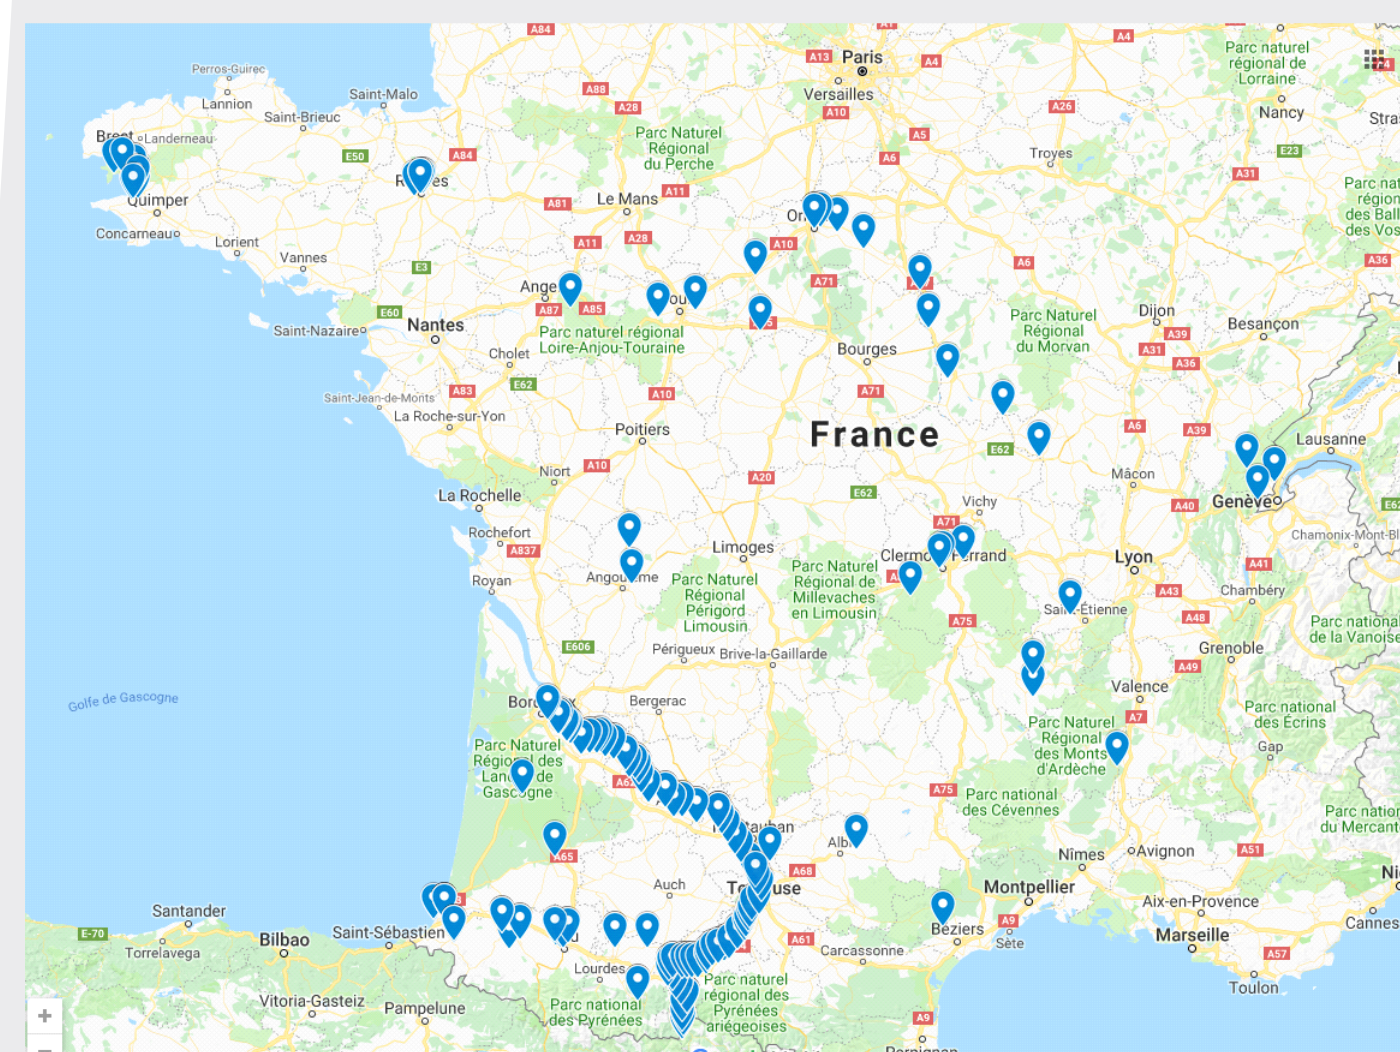 A84
A1
A4
Paris
A13
A4
Parc naturel
régional de
Lorraine
Perros-Guirec
Lannion
Saint-Malo
A88
A28
Versailles
A10
A26
Nancy
Saint-Brieuc
Parc Naturel
Régional
du Perche
A5
Brest
Landerneau
E50
A84
A6
Troyes
E23
A31
Quimper
A11
A81
Le Mans
Concarneau
Lorient
A11
A28
A10
A6
A36
Vannes
E3
A71
A87
A85
E60
Saint-Nazaire
Nantes
Parc naturel régional
Loire-Anjou-Touraine
Parc Naturel
Régional
du Morvan
Dijon
Besançon
A39
A31
A36
Bourges
Cholet
E62
A83
A10
A71
Saint-Jean-de-Monts
La Roche-sur-Yon
Poitiers
France
A6
A39
Lausanne
E62
Niort
A10
A20
E62
Mâcon
Vichy
La Rochelle
A40
Genève
Rochefort
A71
A837
Limoges
Lyon
Chamonix-Mont-Bl
A41
Royan
Parc Naturel
Régional
Périgord
Limousin
Parc Naturel
Régional de
Millevaches
en Limousin
A43
Chambéry
A75
A48
Parc national
de la Vanoise
E606
Périgueux
Brive-la-Gaillarde
Grenoble
A49
Valence
Golfe de Gascogne
Bergerac
A7
Parc national
des Écrins
Parc Naturel
Régional
des Monts
d'Ardèche
Gap
Parc Naturel
Régional des
Landes de
Gascogne
A75
Parc national
des Cévennes
A65
Nîmes
Avignon
A51
A68
Auch
Toulouse
Montpellier
Aix-en-Provence
Santander
A9
E-70
Torrelavega
Bilbao
Saint-Sébastien
Béziers
Sète
Marseille
A61
Carcassonne
A57
Lourdes
Toulon
Vitoria-Gasteiz
Pampelune
Parc national
des Pyrénées
Parc naturel
régional des
Pyrénées
ariégeoises
A9